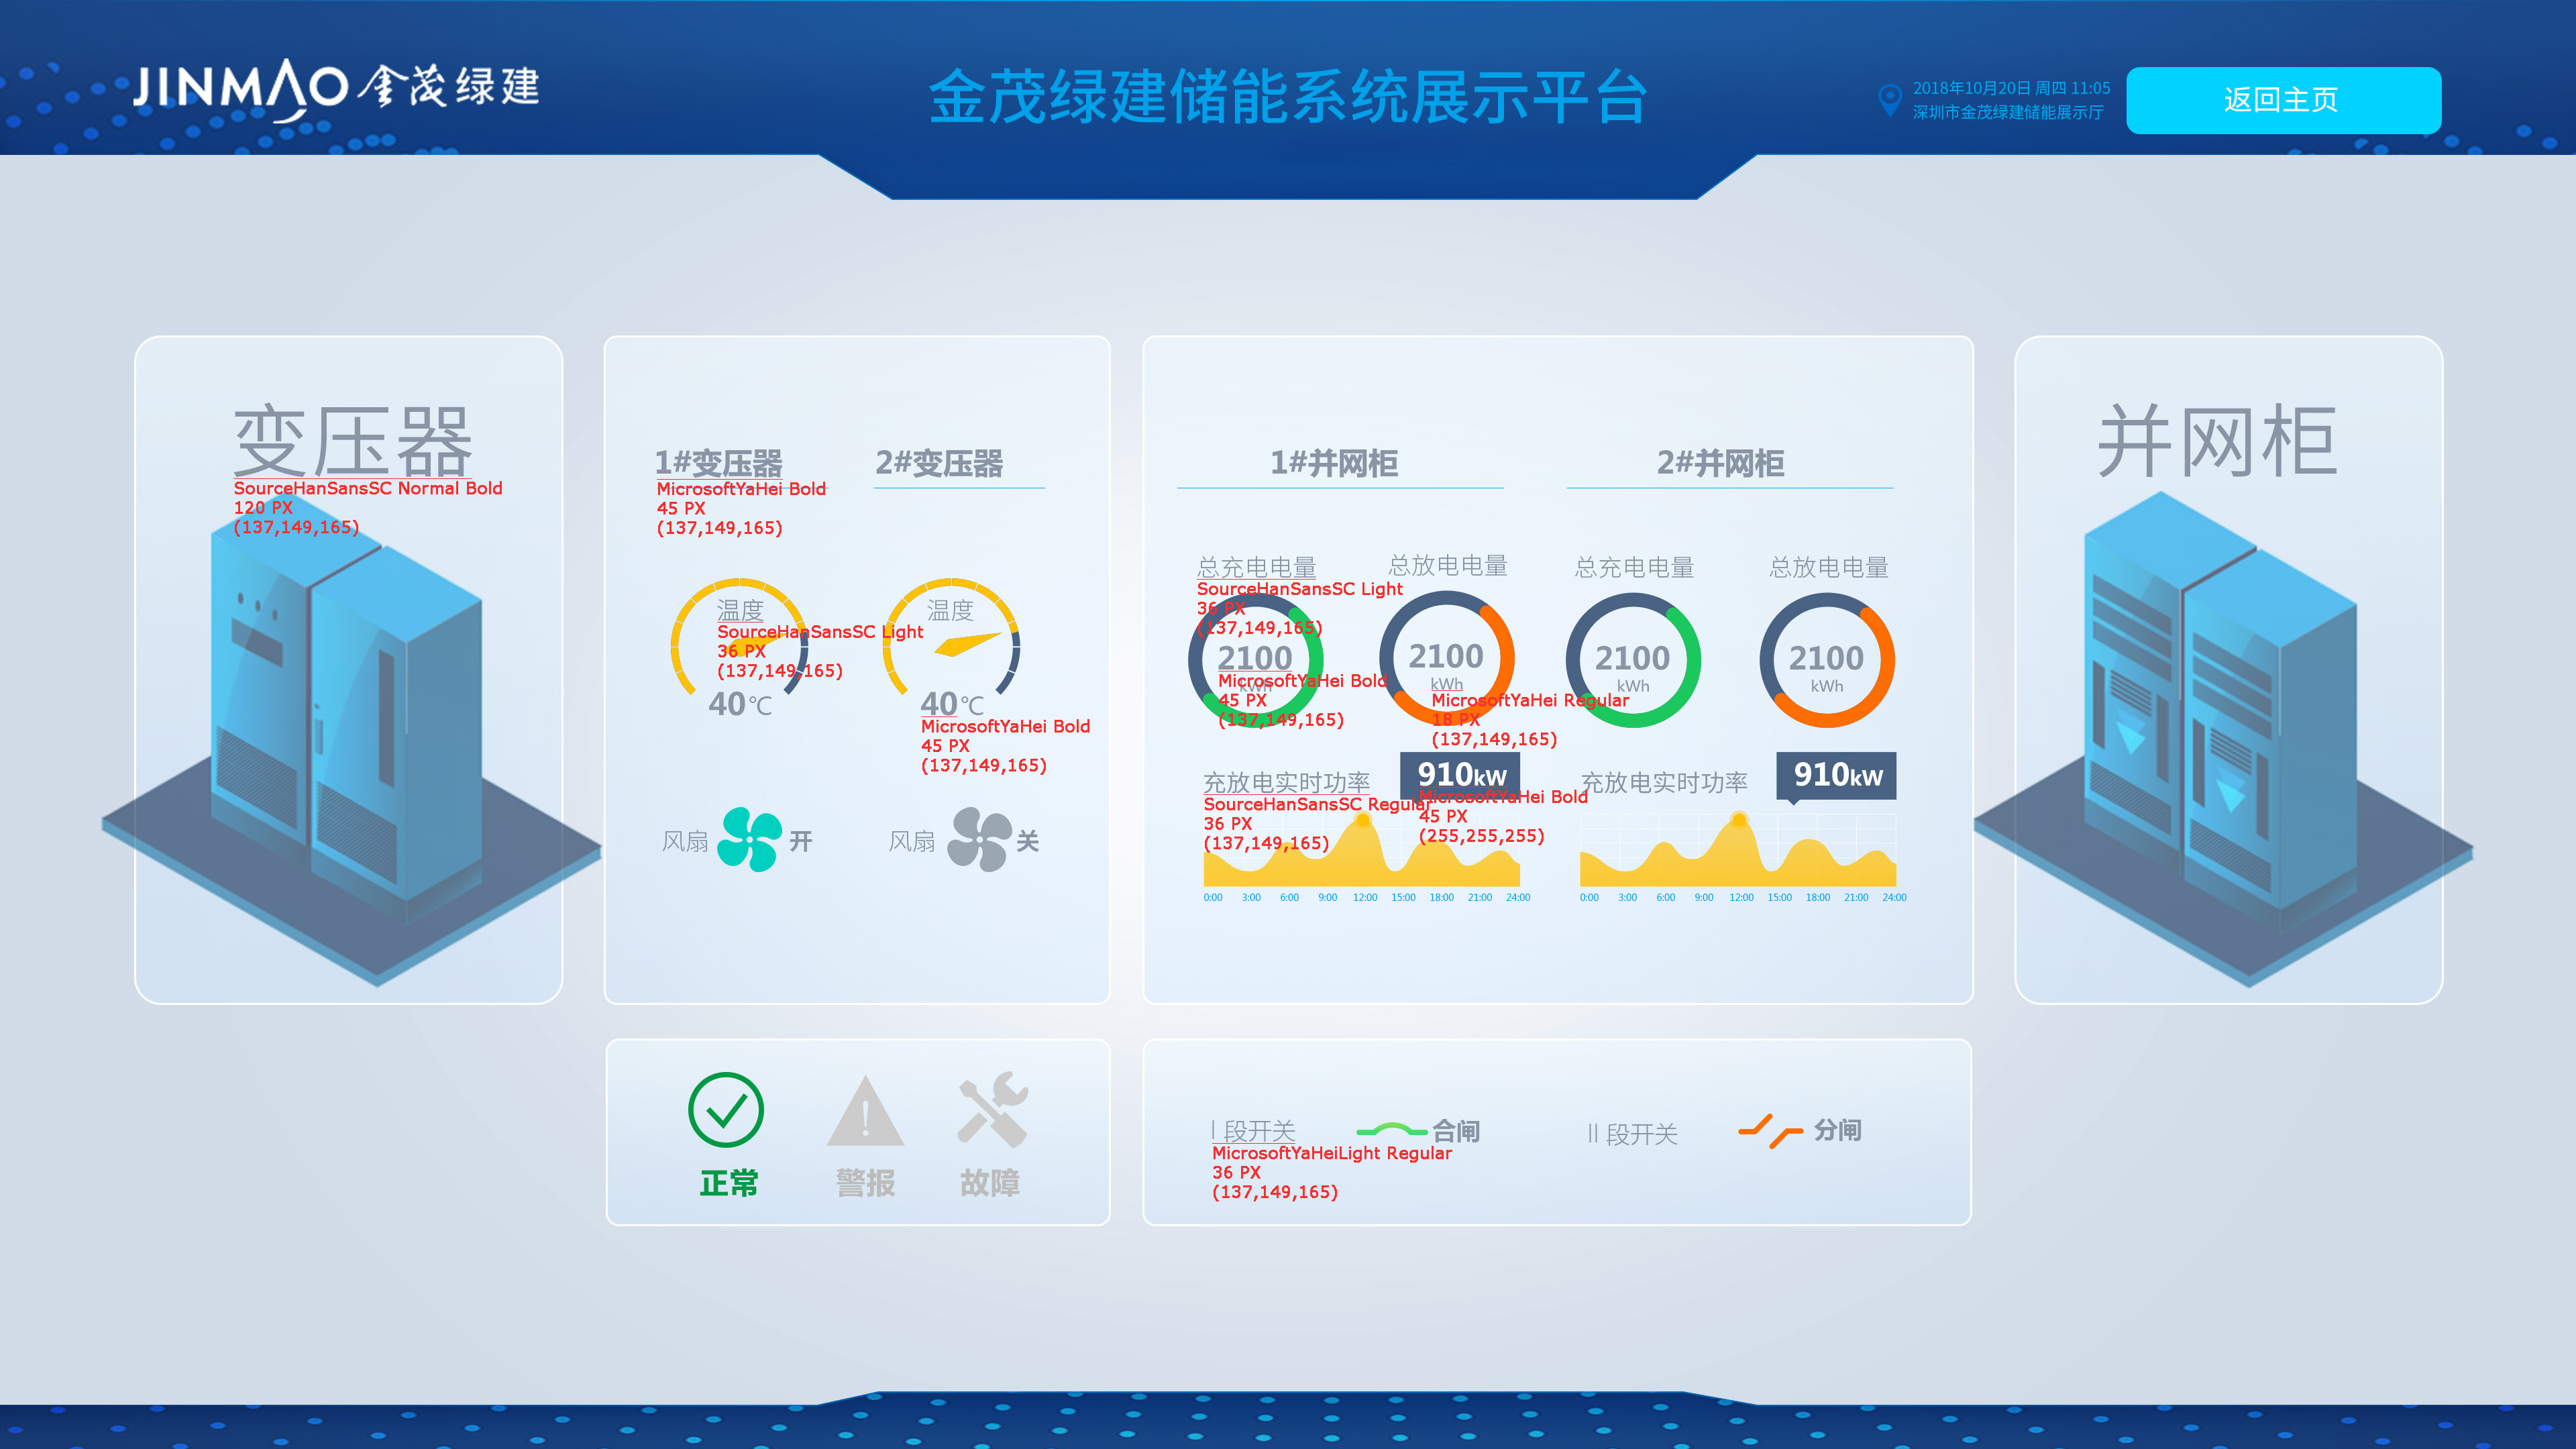 JINMAO 金茂绿建
金茂绿建储能系统展示平台
2018年10月20日 周四 11:05
深圳市金茂绿建储能展示厅
返回主页
变压器
SourceHanSansSC Normal Bold
120 PX
(137,149,165)
1#变压器
MicrosoftYaHei Bold
45 PX
(137,149,165)
2#变压器
温度
SourceHanSansSC Light
36 PX
(137,149,165)
40℃
温度
40℃
MicrosoftYaHei Bold
45 PX
(137,149,165)
风扇 开
风扇 关
1#并网柜
2#并网柜
总充电电量
SourceHanSansSC Light
36 PX
(137,149,165)
2100
kWh
MicrosoftYaHei Bold
45 PX
(137,149,165)
总放电电量
2100
kWh
MicrosoftYaHei Regular
18 PX
(137,149,165)
总充电电量
2100
kWh
总放电电量
2100
kWh
充放电实时功率
SourceHanSansSC Regular
36 PX
(137,149,165)
910kW
MicrosoftYaHei Bold
45 PX
(255,255,255)
0:00 3:00 6:00 9:00 12:00 15:00 18:00 21:00 24:00
充放电实时功率
910kW
0:00 3:00 6:00 9:00 12:00 15:00 18:00 21:00 24:00
并网柜
正常
警报
故障
I 段开关
MicrosoftYaHeiLight Regular
36 PX
(137,149,165)
合闸
II 段开关
分闸